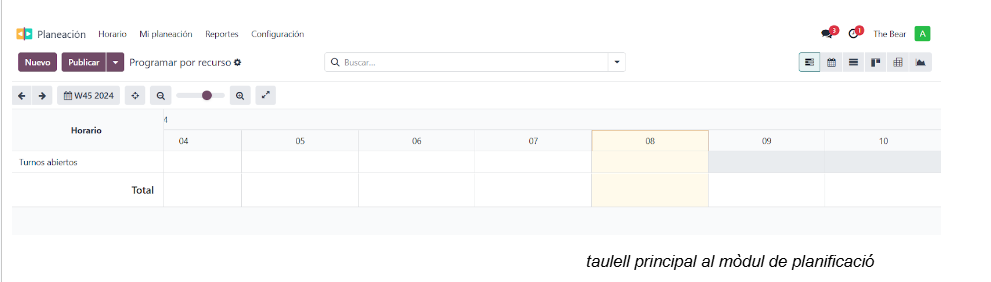 Planeación Horario Mi planeación Reportes Configuración 3 The Bear A
Nuevo Publicar Programar por recurso Buscar...
W45 2024
Horario
04 05 06 07 08 09 10
Turnos abiertos
Total
taulell principal al mòdul de planificació